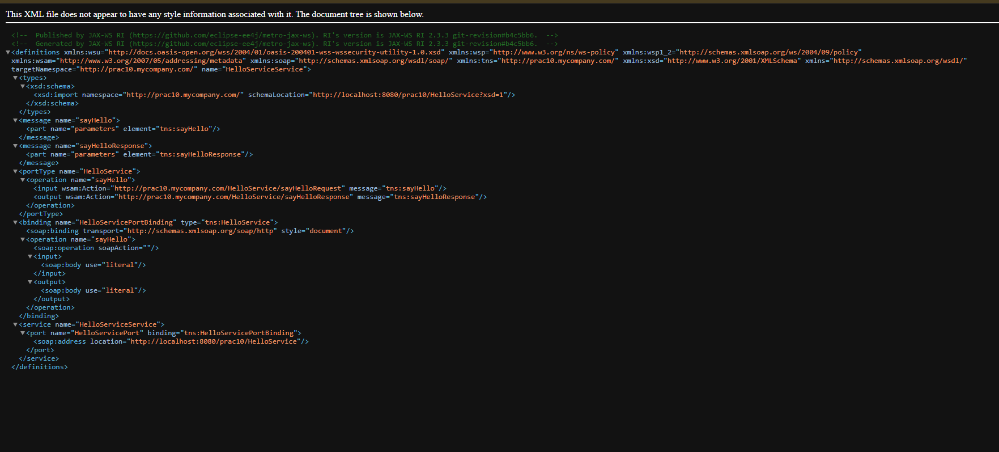 This XML file does not appear to have any style information associated with it. The document tree is shown below.
<!--  Published by JAX-WS RI (https://github.com/eclipse-ee4j/metro-jax-ws). RI's version is JAX-WS RI 2.3.3 git-revision#b4c5bb6.  -->
<!--  Generated by JAX-WS RI (https://github.com/eclipse-ee4j/metro-jax-ws). RI's version is JAX-WS RI 2.3.3 git-revision#b4c5bb6.  -->
▼<definitions xmlns:wsu="http://docs.oasis-open.org/wss/2004/01/oasis-200401-wss-wssecurity-utility-1.0.xsd" xmlns:wsp="http://www.w3.org/ns/ws-policy" xmlns:wsp1_2="http://schemas.xmlsoap.org/ws/2004/09/policy"
xmlns:wsam="http://www.w3.org/2007/05/addressing/metadata" xmlns:soap="http://schemas.xmlsoap.org/wsdl/soap/" xmlns:tns="http://prac10.mycompany.com/" xmlns:xsd="http://www.w3.org/2001/XMLSchema" xmlns="http://schemas.xmlsoap.org/wsdl/"
targetNamespace="http://prac10.mycompany.com/" name="HelloServiceService">
▼<types>
▼<xsd:schema>
<xsd:import namespace="http://prac10.mycompany.com/" schemaLocation="http://localhost:8080/prac10/HelloService?xsd=1"/>
</xsd:schema>
</types>
▼<message name="sayHello">
<part name="parameters" element="tns:sayHello"/>
</message>
▼<message name="sayHelloResponse">
<part name="parameters" element="tns:sayHelloResponse"/>
</message>
▼<portType name="HelloService">
▼<operation name="sayHello">
<input wsam:Action="http://prac10.mycompany.com/HelloService/sayHelloRequest" message="tns:sayHello"/>
<output wsam:Action="http://prac10.mycompany.com/HelloService/sayHelloResponse" message="tns:sayHelloResponse"/>
</operation>
</portType>
▼<binding name="HelloServicePortBinding" type="tns:HelloService">
<soap:binding transport="http://schemas.xmlsoap.org/soap/http" style="document"/>
▼<operation name="sayHello">
<soap:operation soapAction=""/>
▼<input>
<soap:body use="literal"/>
</input>
▼<output>
<soap:body use="literal"/>
</output>
</operation>
</binding>
▼<service name="HelloServiceService">
▼<port name="HelloServicePort" binding="tns:HelloServicePortBinding">
<soap:address location="http://localhost:8080/prac10/HelloService"/>
</port>
</service>
</definitions>